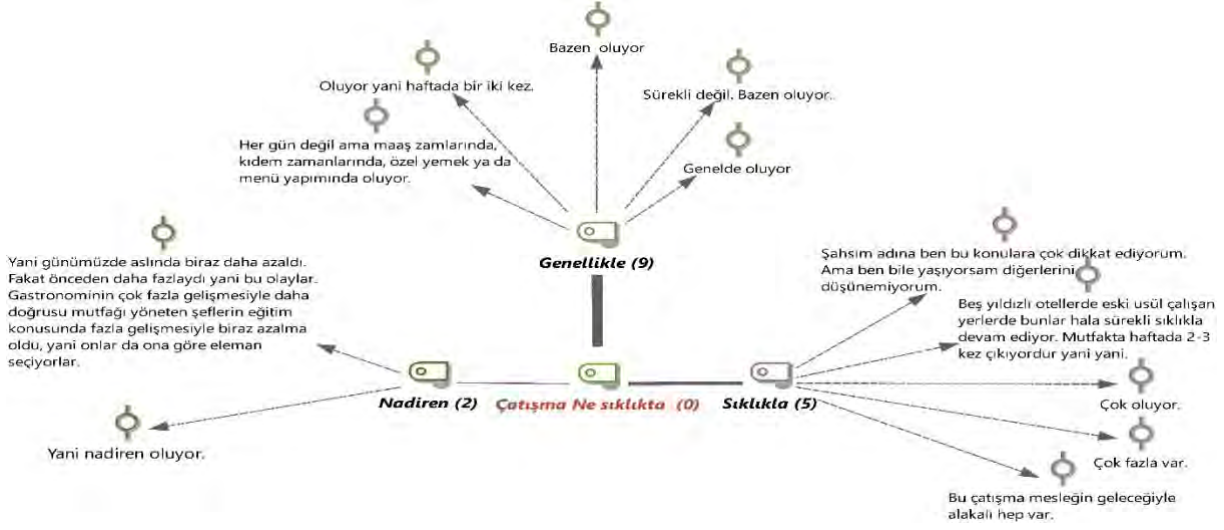 Bazen oluyor
Oluyor yani haftada bir iki kez.
Sürekli değil. Bazen oluyor.
Her gün değil ama maaş zamlarında,
kıdem zamanlarında, özel yemek ya da
menü yapımında oluyor.
Genelde oluyor
Genellikle (9)
Yani günümüzde aslında biraz daha azaldı.
Fakat önceden daha fazlaydı yani bu olaylar.
Gastronominin çok fazla gelişmesiyle daha
doğrusu mutfağı yöneten şeflerin eğitim
konusunda fazla gelişmesiyle biraz azalma
oldu, yani onlar da ona göre eleman
seçiyorlar.
Şahsım adına ben bu konulara çok dikkat ediyorum.
Ama ben bile yaşıyorsam diğerlerini
düşünemiyorum.
Beş yıldızlı otellerde eski usül çalışan
yerlerde bunlar hala sürekli sıklıkla
devam ediyor. Mutfakta haftada 2-3
kez çıkıyordur yani yani.
Nadiren (2)
Çatışma Ne sıklıkta (0)
Sıklıkla (5)
Çok oluyor.
Yani nadiren oluyor.
Çok fazla var.
Bu çatışma mesleğin geleceğiyle
alakalı hep var.